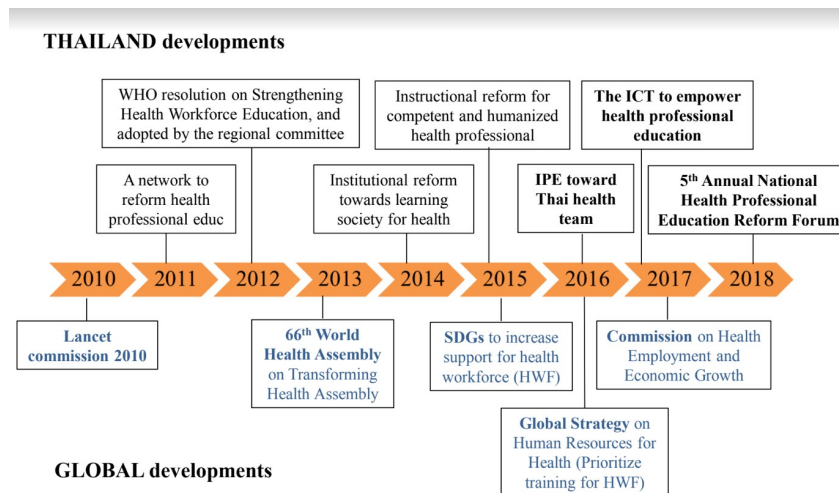 THAILAND developments
WHO resolution on Strengthening
Health Workforce Education, and
adopted by the regional committee
Instructional reform for
competent and humanized
health professional
The ICT to empower
health professional
education
A network to
reform health
professional educ
Institutional reform
towards learning
society for health
IPE toward
Thai health
team
5th Annual National
Health Professional
Education Reform Forum
2010 2011 2012 2013 2014 2015 2016 2017 2018
Lancet
commission 2010
66th World
Health Assembly
on Transforming
Health Assembly
SDGs to increase
support for health
workforce (HWF)
Commission on Health
Employment and
Economic Growth
Global Strategy on
Human Resources for
Health (Prioritize
training for HWF)
GLOBAL developments